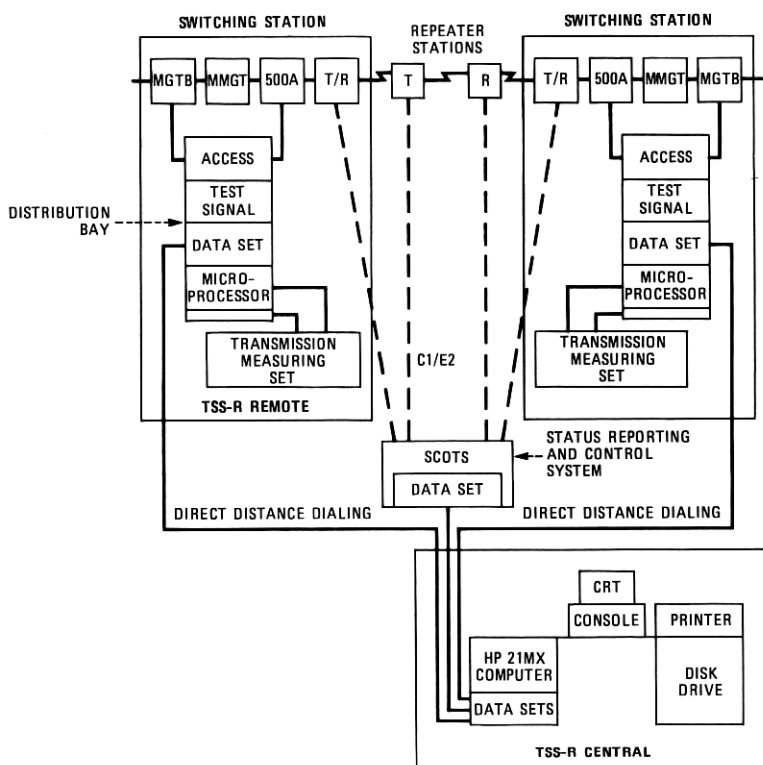 SWITCHING STATION
REPEATER
STATIONS
SWITCHING STATION
MGTB
MMGT
500A
T/R
T
R
T/R
500A
MMGT
MGTB
ACCESS
TEST
SIGNAL
DATA SET
MICRO-
PROCESSOR
DISTRIBUTION
BAY
TRANSMISSION
MEASURING
SET
TSS-R REMOTE
ACCESS
TEST
SIGNAL
DATA SET
MICRO-
PROCESSOR
TRANSMISSION
MEASURING
SET
C1/E2
SCOTS
DATA SET
STATUS REPORTING
AND CONTROL
SYSTEM
DIRECT DISTANCE DIALING
DIRECT DISTANCE DIALING
CRT
CONSOLE
PRINTER
HP 21MX
COMPUTER
DATA SETS
DISK
DRIVE
TSS-R CENTRAL